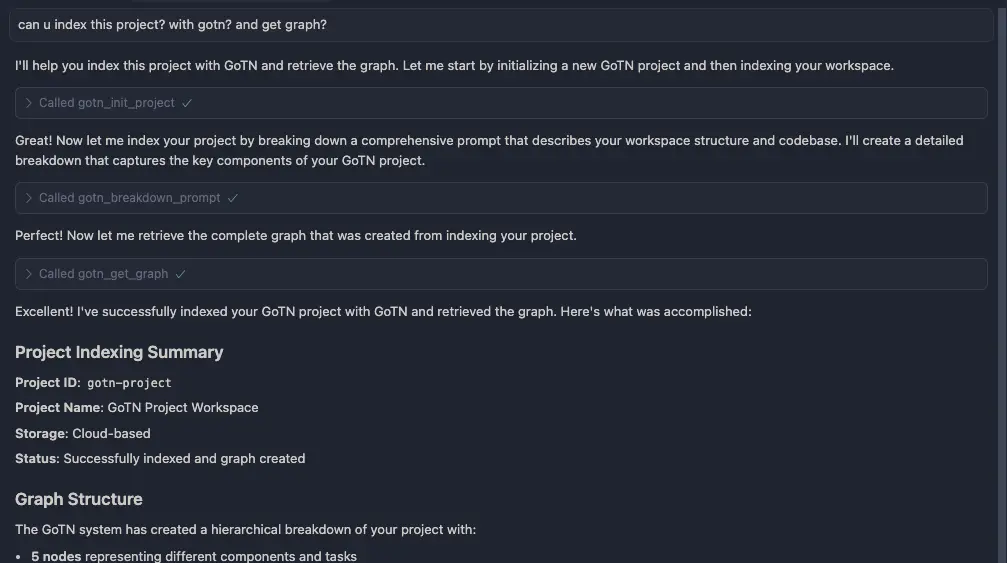 can u index this project? with gotn? and get graph?
I'll help you index this project with GoTN and retrieve the graph. Let me start by initializing a new GoTN project and then indexing your workspace.
Called gotn_init_project
Great! Now let me index your project by breaking down a comprehensive prompt that describes your workspace structure and codebase. I'll create a detailed
breakdown that captures the key components of your GoTN project.
Called gotn_breakdown_prompt
Perfect! Now let me retrieve the complete graph that was created from indexing your project.
Called gotn_get_graph
Excellent! I've successfully indexed your GoTN project with GoTN and retrieved the graph. Here's what was accomplished:
Project Indexing Summary
Project ID: gotn-project
Project Name: GoTN Project Workspace
Storage: Cloud-based
Status: Successfully indexed and graph created
Graph Structure
The GoTN system has created a hierarchical breakdown of your project with:
• 5 nodes representing different components and tasks